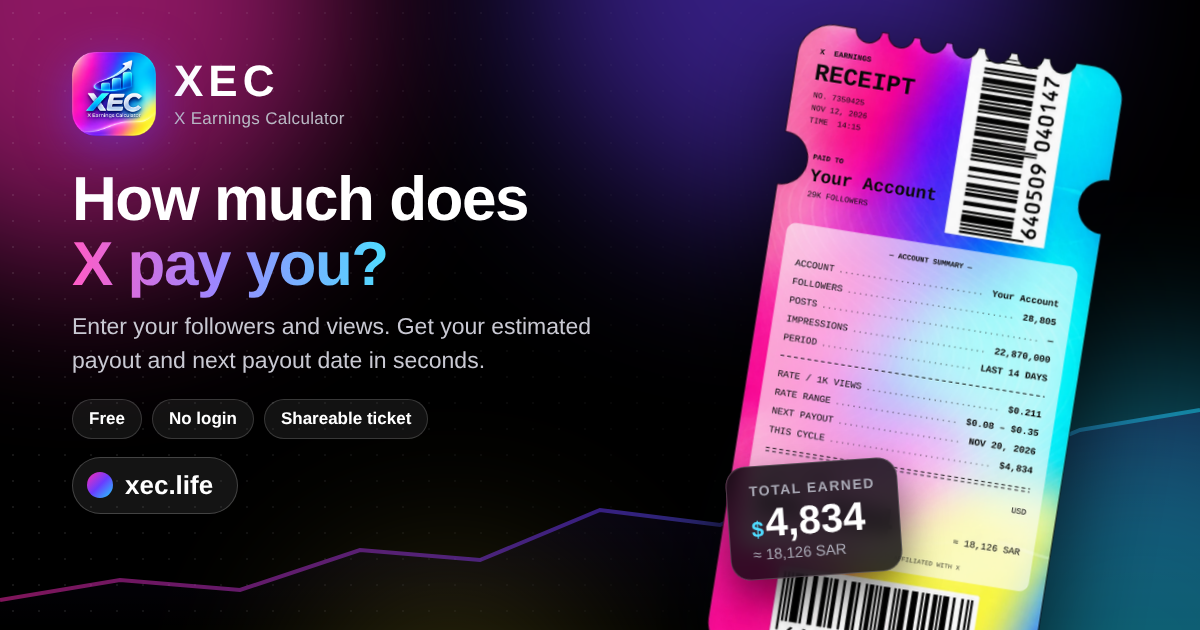 XEC
X Earnings Calculator
XEC
X Earnings Calculator
How much does
X pay you?
Enter your followers and views. Get your estimated
payout and next payout date in seconds.
Free
No login
Shareable ticket
xec.life
X EARNINGS
RECEIPT
NO. 7350425
NOV 12, 2026
TIME 14:15
PAID TO
Your Account
29K FOLLOWERS
640509 040147
— ACCOUNT SUMMARY —
ACCOUNT Your Account
FOLLOWERS 28,805
POSTS —
IMPRESSIONS 22,870,000
PERIOD LAST 14 DAYS
RATE / 1K VIEWS $0.211
RATE RANGE $0.08 – $0.35
NEXT PAYOUT NOV 20, 2026
THIS CYCLE $4,834
USD
≈ 18,126 SAR
FILIATED WITH X
TOTAL EARNED
$4,834
≈ 18,126 SAR